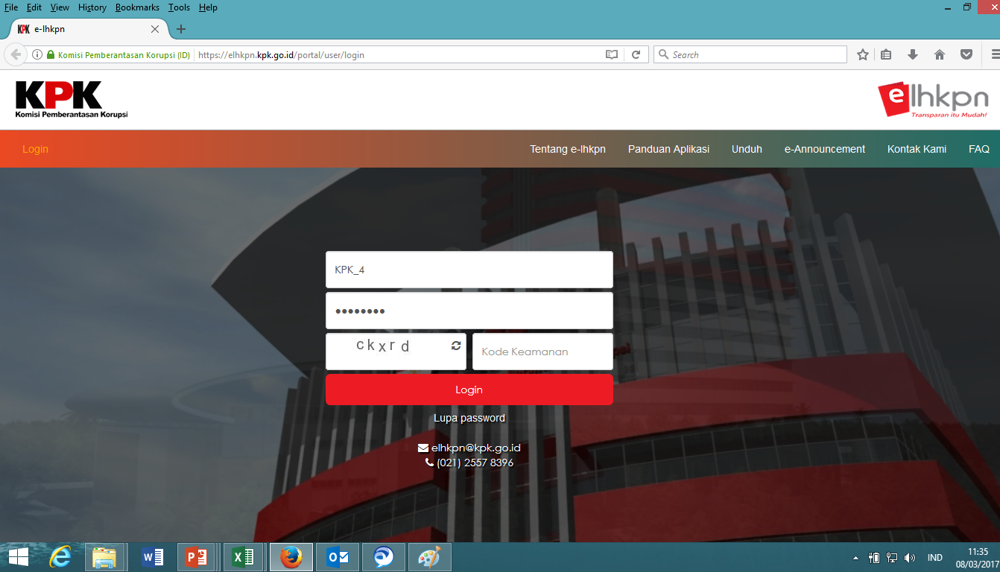 File Edit View History Bookmarks Tools Help
KPK e-lhkpn
Komisi Pemberantasan Korupsi (ID) https://elhkpn.kpk.go.id/portal/user/login Search
KPK
Komisi Pemberantasan Korupsi
elhkpn
Transparan itu Mudah!
Login Tentang e-lhkpn Panduan Aplikasi Unduh e-Announcement Kontak Kami FAQ
KPK_4
••••••••
ckxrd Kode Keamanan
Login
Lupa password
elhkpn@kpk.go.id
(021) 2557 8396
IND 11:35
08/03/2017